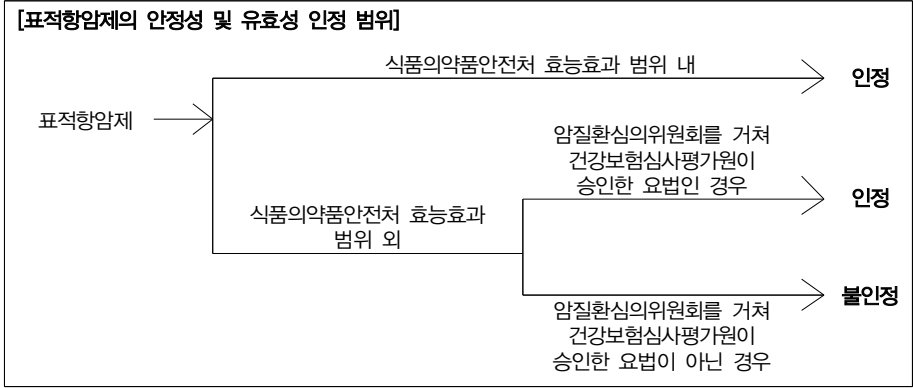 [표적항암제의 안정성 및 유효성 인정 범위]
식품의약품안전처 효능효과 범위 내
인정
표적항암제
암질환심의위원회를 거쳐
건강보험심사평가원이
승인한 요법인 경우
인정
식품의약품안전처 효능효과
범위 외
불인정
암질환심의위원회를 거쳐
건강보험심사평가원이
승인한 요법이 아닌 경우